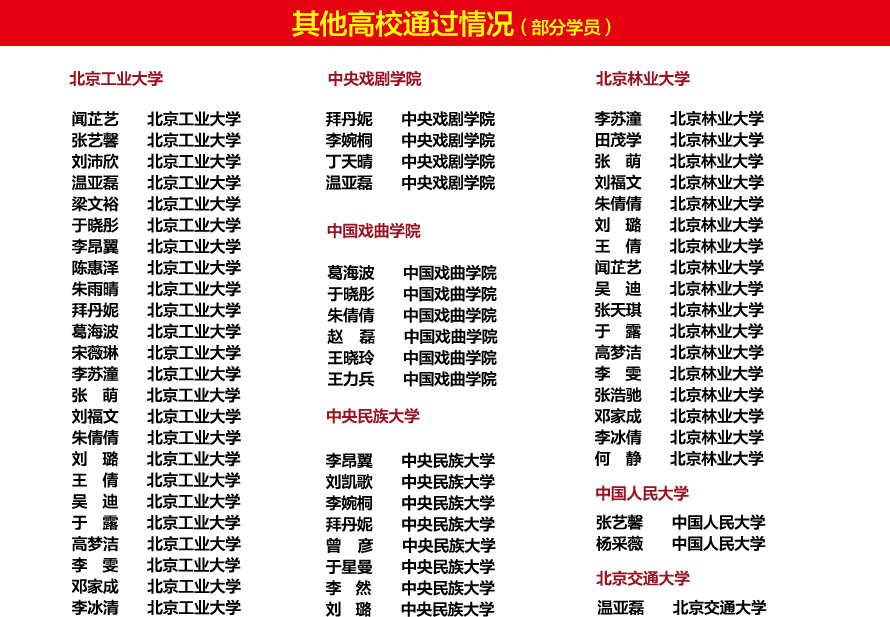 其他高校通过情况（部分学员）
北京工业大学
闻芷艺 北京工业大学
张艺馨 北京工业大学
刘沛欣 北京工业大学
温亚磊 北京工业大学
梁文裕 北京工业大学
于晓彤 北京工业大学
李昂翼 北京工业大学
陈惠泽 北京工业大学
朱雨晴 北京工业大学
拜丹妮 北京工业大学
葛海波 北京工业大学
宋薇琳 北京工业大学
李苏潼 北京工业大学
张 萌 北京工业大学
刘福文 北京工业大学
朱倩倩 北京工业大学
刘 璐 北京工业大学
王 倩 北京工业大学
吴 迪 北京工业大学
于 露 北京工业大学
高梦洁 北京工业大学
李 雯 北京工业大学
邓家成 北京工业大学
李冰清 北京工业大学
中央戏剧学院
拜丹妮 中央戏剧学院
李婉桐 中央戏剧学院
丁天晴 中央戏剧学院
温亚磊 中央戏剧学院
中国戏曲学院
葛海波 中国戏曲学院
于晓彤 中国戏曲学院
朱倩倩 中国戏曲学院
赵 磊 中国戏曲学院
王晓玲 中国戏曲学院
王力兵 中国戏曲学院
中央民族大学
李昂翼 中央民族大学
刘凯歌 中央民族大学
李婉桐 中央民族大学
拜丹妮 中央民族大学
曾 彦 中央民族大学
于星曼 中央民族大学
李 然 中央民族大学
刘 璐 中央民族大学
北京林业大学
李苏潼 北京林业大学
田茂学 北京林业大学
张 萌 北京林业大学
刘福文 北京林业大学
朱倩倩 北京林业大学
刘 璐 北京林业大学
王 倩 北京林业大学
闻芷艺 北京林业大学
吴 迪 北京林业大学
张天琪 北京林业大学
于 露 北京林业大学
高梦洁 北京林业大学
李 雯 北京林业大学
张浩驰 北京林业大学
邓家成 北京林业大学
李冰倩 北京林业大学
何 静 北京林业大学
中国人民大学
张艺馨 中国人民大学
杨采薇 中国人民大学
北京交通大学
温亚磊 北京交通大学